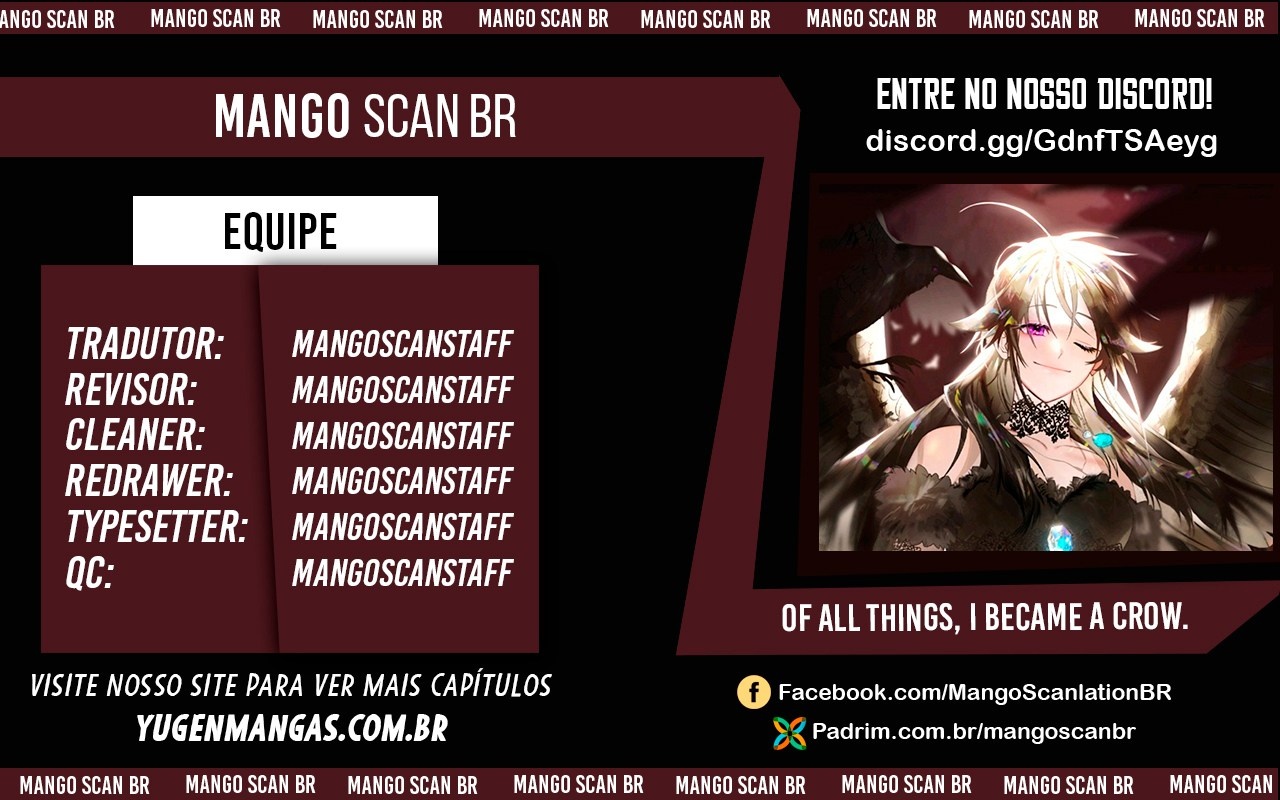 MANGO SCAN BR MANGO SCAN BR MANGO SCAN BR MANGO SCAN BR MANGO SCAN BR MANGO SCAN BR MANGO SCAN BR MANGO SCAN BR
MANGO SCAN BR
EQUIPE
TRADUTOR: MANGOSCANSTAFF
REVISOR: MANGOSCANSTAFF
CLEANER: MANGOSCANSTAFF
REDRAWER: MANGOSCANSTAFF
TYPESETTER: MANGOSCANSTAFF
QC: MANGOSCANSTAFF
VISITE NOSSO SITE PARA VER MAIS CAPÍTULOS
YUGENMANGAS.COM.BR
ENTRE NO NOSSO DISCORD!
discord.gg/GdnfTSAeyg
OF ALL THINGS, I BECAME A CROW.
Facebook.com/MangoScanlationBR
Padrim.com.br/mangoscanbr
MANGO SCAN BR MANGO SCAN BR MANGO SCAN BR MANGO SCAN BR MANGO SCAN BR MANGO SCAN BR MANGO SCAN BR MANGO SCAN